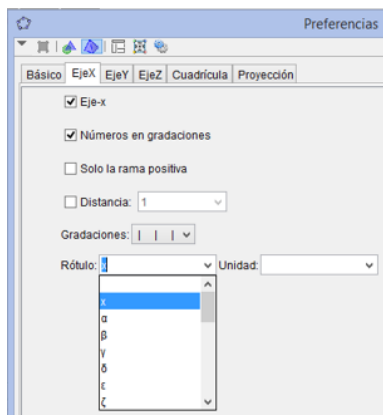 Preferencias
Básico EjeX EjeY EjeZ Cuadrícula Proyección
Eje-x
Números en gradaciones
Solo la rama positiva
Distancia: 1
Gradaciones: | | |
Rótulo: x Unidad:
x
α
β
γ
δ
ε
ζ